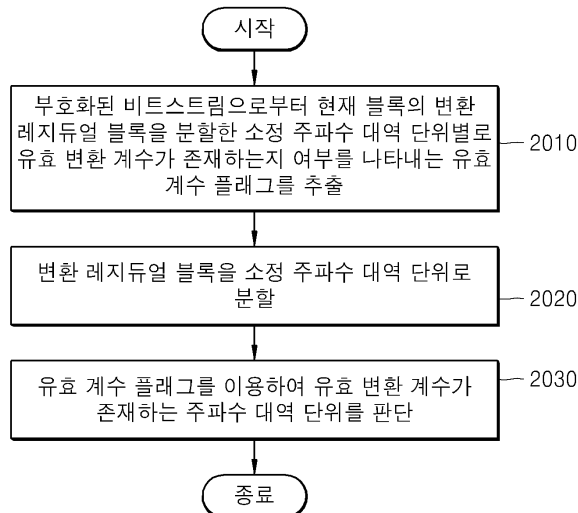 시작
부호화된 비트스트림으로부터 현재 블록의 변환
레지듀얼 블록을 분할한 소정 주파수 대역 단위별로
유효 변환 계수가 존재하는지 여부를 나타내는 유효
계수 플래그를 추출
2010
변환 레지듀얼 블록을 소정 주파수 대역 단위로
분할
2020
유효 계수 플래그를 이용하여 유효 변환 계수가
존재하는 주파수 대역 단위를 판단
2030
종료